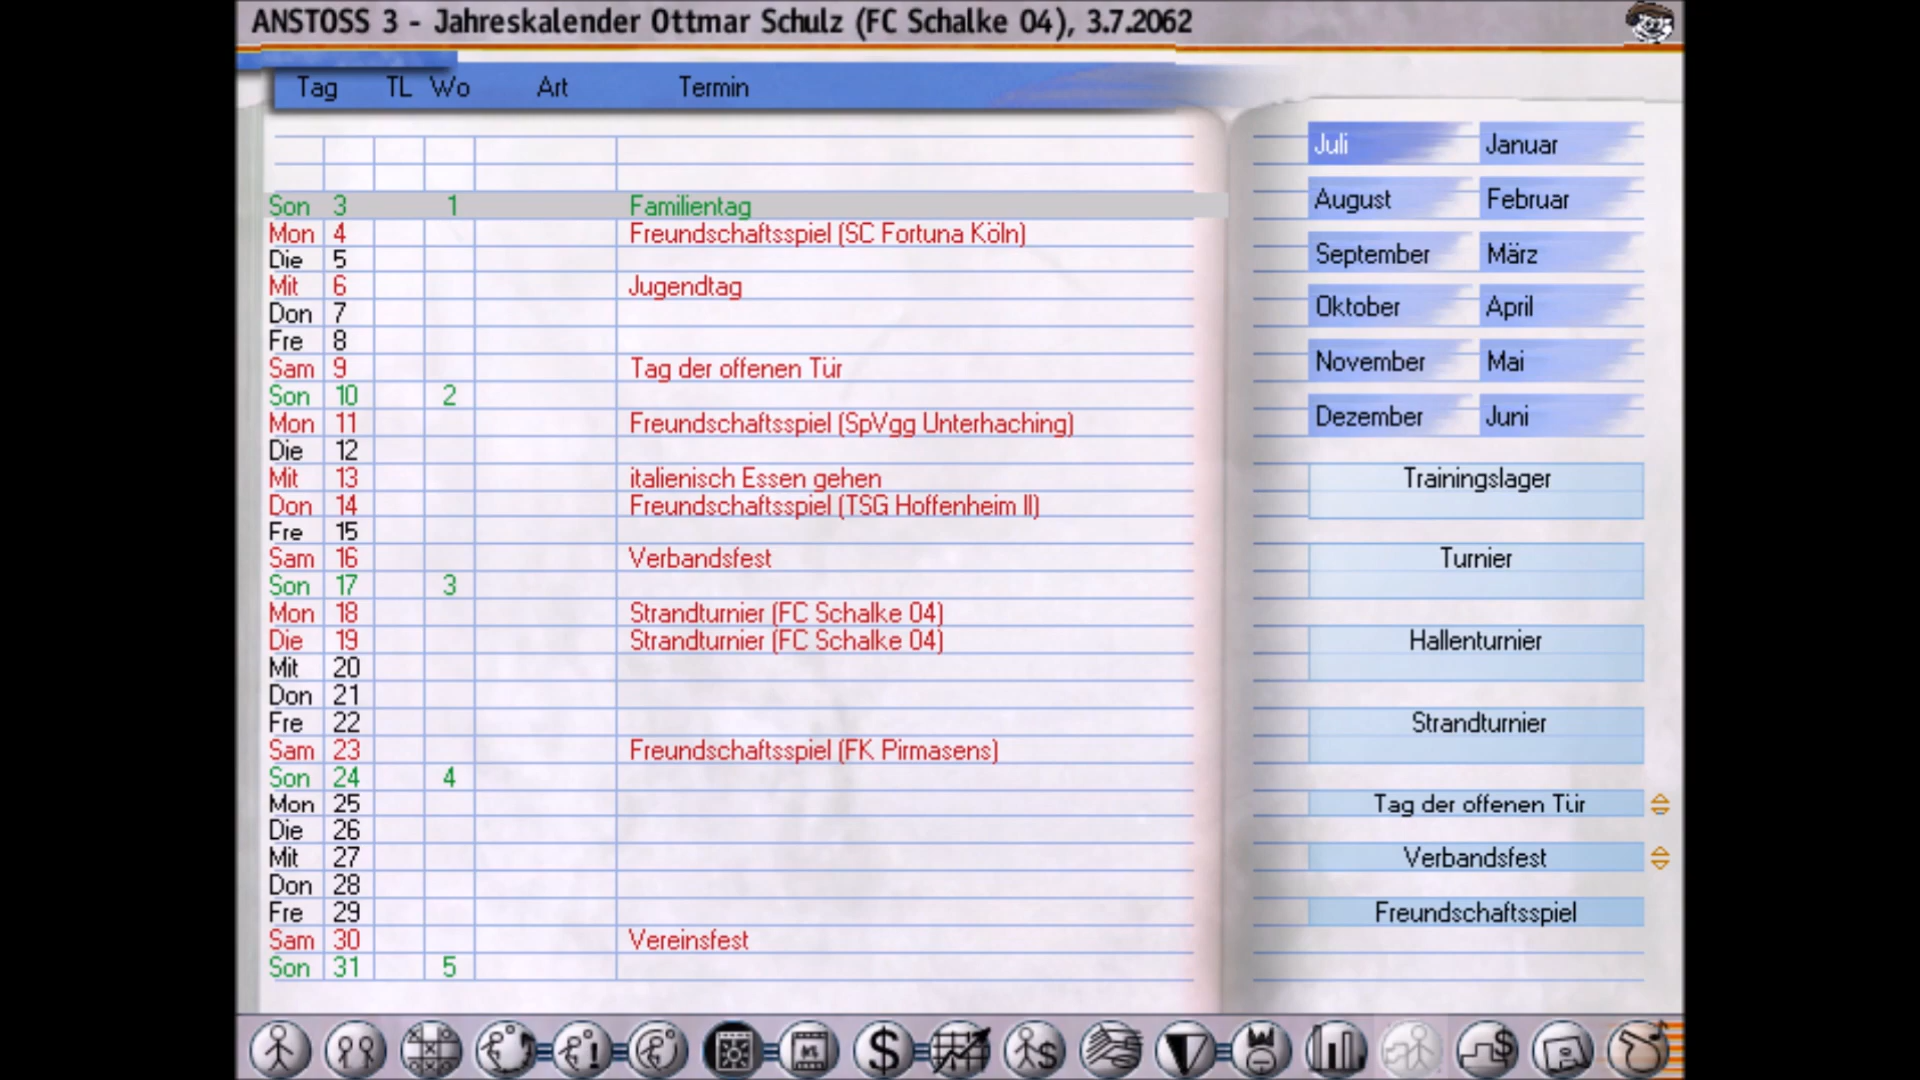 ANSTOSS 3 - Jahreskalender Ottmar Schulz (FC Schalke 04), 3.7.2062
Tag TL Wo Art Termin
Son 3 1 Familientag
Mon 4 Freundschaftsspiel (SC Fortuna Köln)
Die 5
Mit 6 Jugendtag
Don 7
Fre 8
Sam 9 Tag der offenen Tür
Son 10 2
Mon 11 Freundschaftsspiel (SpVgg Unterhaching)
Die 12
Mit 13 italienisch Essen gehen
Don 14 Freundschaftsspiel (TSG Hoffenheim II)
Fre 15
Sam 16 Verbandsfest
Son 17 3
Mon 18 Strandturnier (FC Schalke 04)
Die 19 Strandturnier (FC Schalke 04)
Mit 20
Don 21
Fre 22
Sam 23 Freundschaftsspiel (FK Pirmasens)
Son 24 4
Mon 25
Die 26
Mit 27
Don 28
Fre 29
Sam 30 Vereinsfest
Son 31 5
Juli Januar
August Februar
September März
Oktober April
November Mai
Dezember Juni
Trainingslager
Turnier
Hallenturnier
Strandturnier
Tag der offenen Tür
Verbandsfest
Freundschaftsspiel